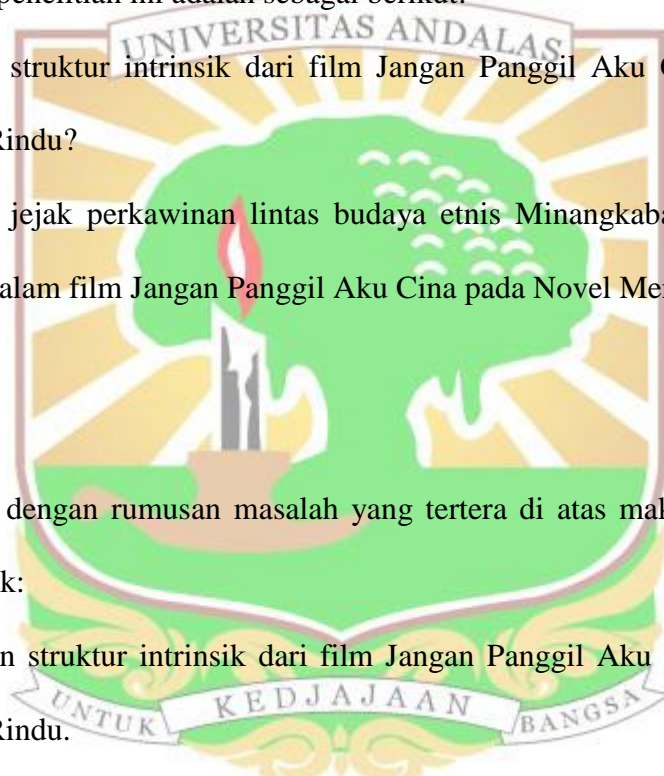 penelitian ini adalah sebagai berikut:
UNIVERSITAS ANDALAS
struktur intrinsik dari film Jangan Panggil Aku
Rindu?
jejak perkawinan lintas budaya etnis Minangkaba
alam film Jangan Panggil Aku Cina pada Novel Me
dengan rumusan masalah yang tertera di atas mak
k:
n struktur intrinsik dari film Jangan Panggil Aku
UNTUK KEDJAJAAN BANGSA
Rindu.